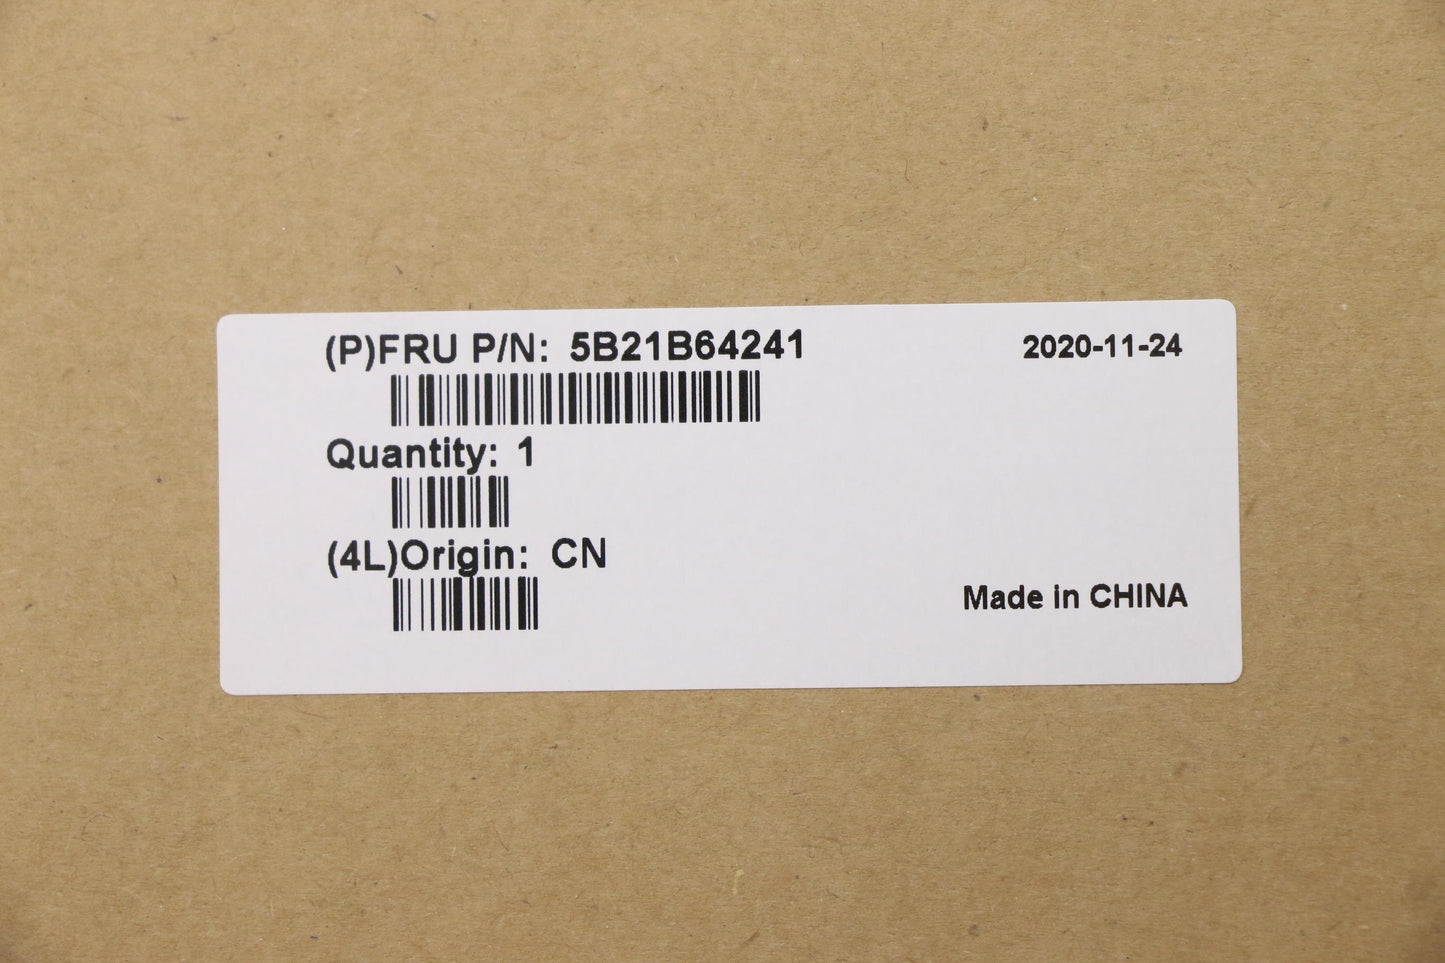 (P)FRU P/N: 5B21B64241
2020-11-24
Quantity: 1
(4L)Origin: CN
Made in CHINA